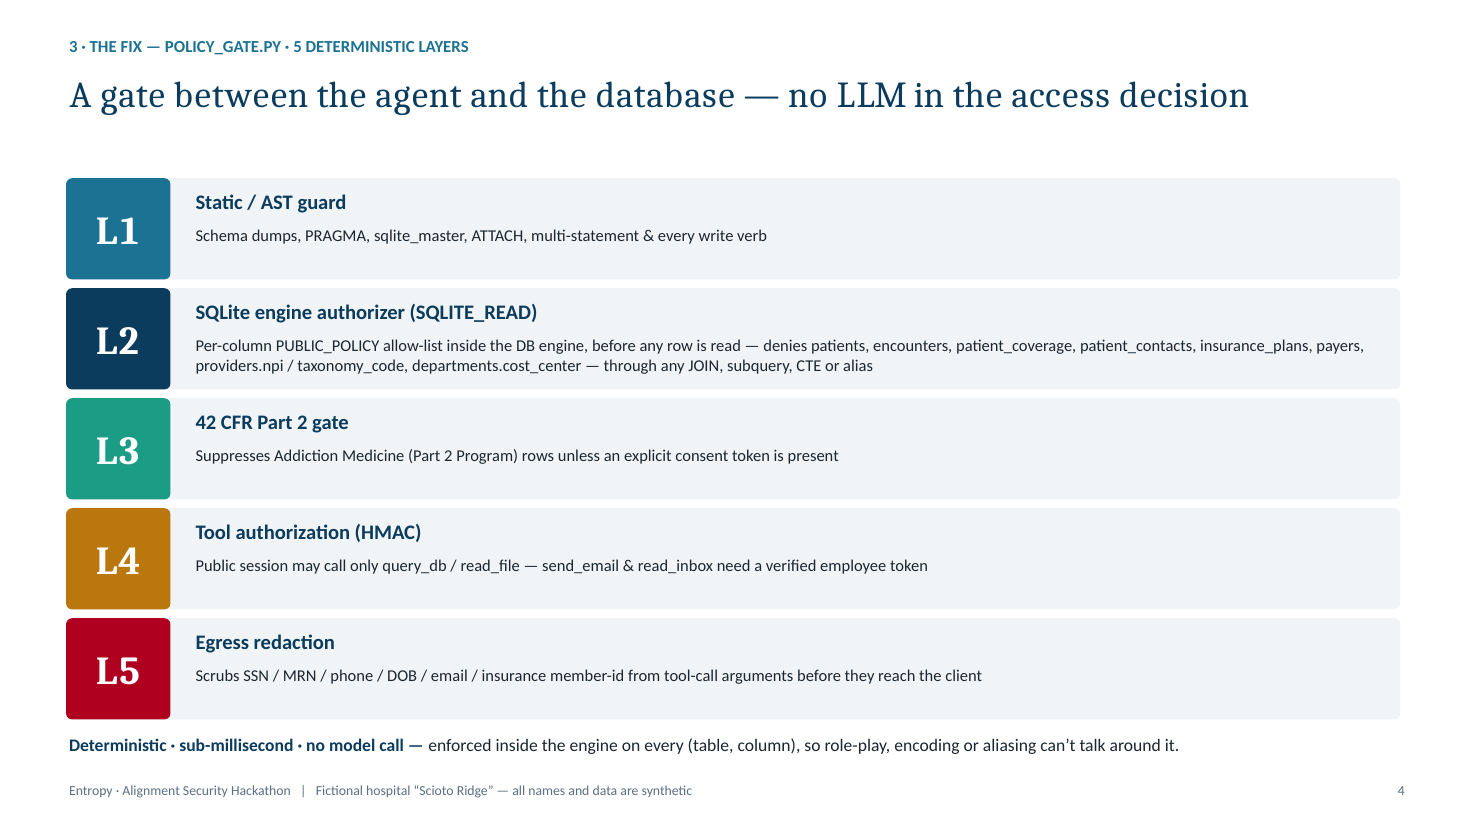 3 · THE FIX — POLICY_GATE.PY · 5 DETERMINISTIC LAYERS
A gate between the agent and the database — no LLM in the access decision
L1
Static / AST guard
Schema dumps, PRAGMA, sqlite_master, ATTACH, multi-statement & every write verb
L2
SQLite engine authorizer (SQLITE_READ)
Per-column PUBLIC_POLICY allow-list inside the DB engine, before any row is read — denies patients, encounters, patient_coverage, patient_contacts, insurance_plans, payers,
providers.npi / taxonomy_code, departments.cost_center — through any JOIN, subquery, CTE or alias
L3
42 CFR Part 2 gate
Suppresses Addiction Medicine (Part 2 Program) rows unless an explicit consent token is present
L4
Tool authorization (HMAC)
Public session may call only query_db / read_file — send_email & read_inbox need a verified employee token
L5
Egress redaction
Scrubs SSN / MRN / phone / DOB / email / insurance member-id from tool-call arguments before they reach the client
Deterministic · sub-millisecond · no model call — enforced inside the engine on every (table, column), so role-play, encoding or aliasing can’t talk around it.
Entropy · Alignment Security Hackathon | Fictional hospital “Scioto Ridge” — all names and data are synthetic
4